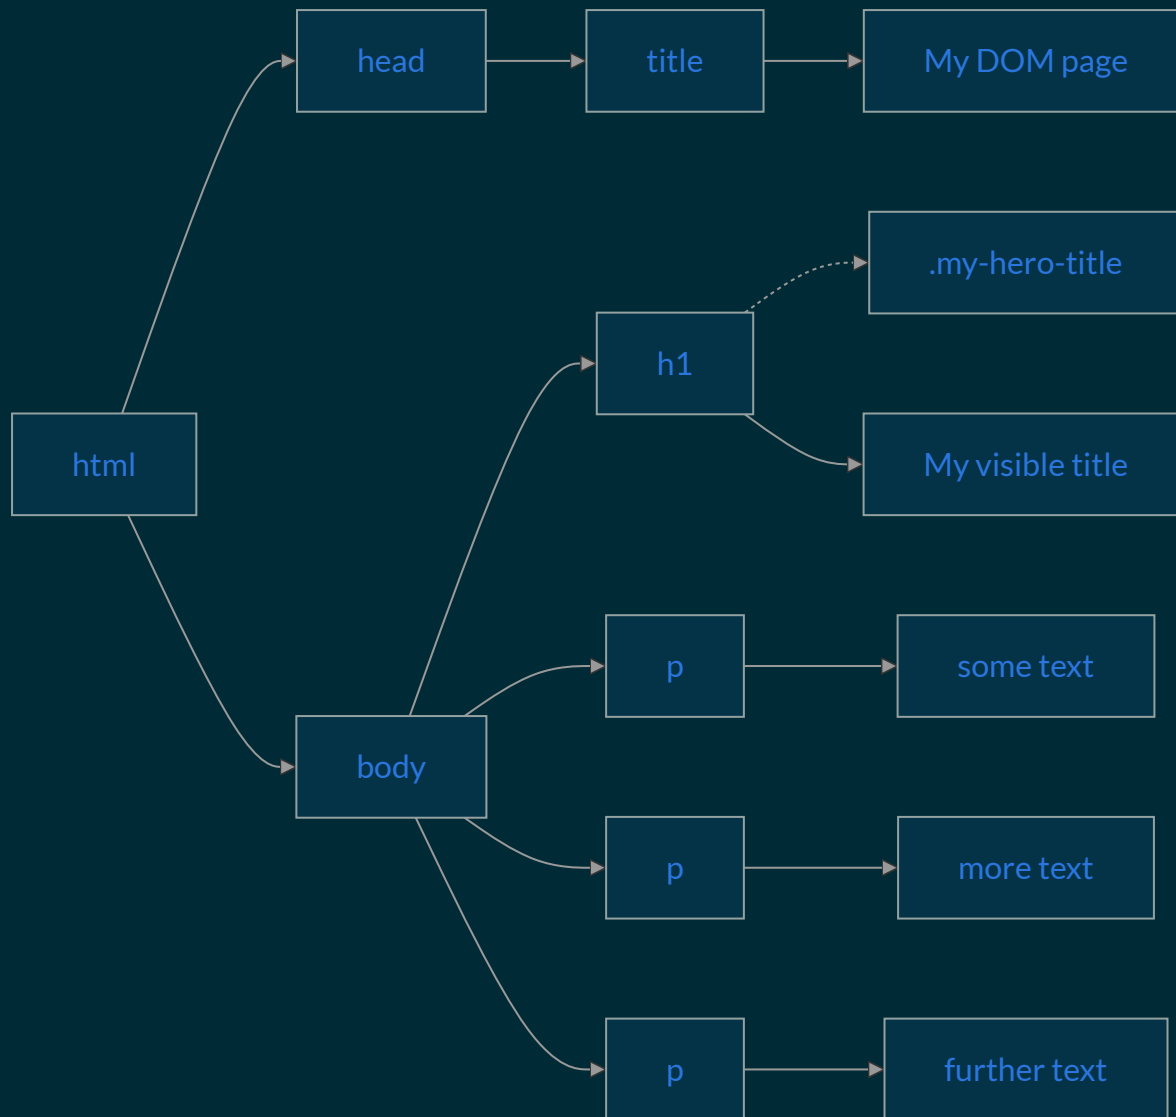 head
title
My DOM page
.my-hero-title
h1
html
My visible title
p
some text
body
p
more text
p
further text